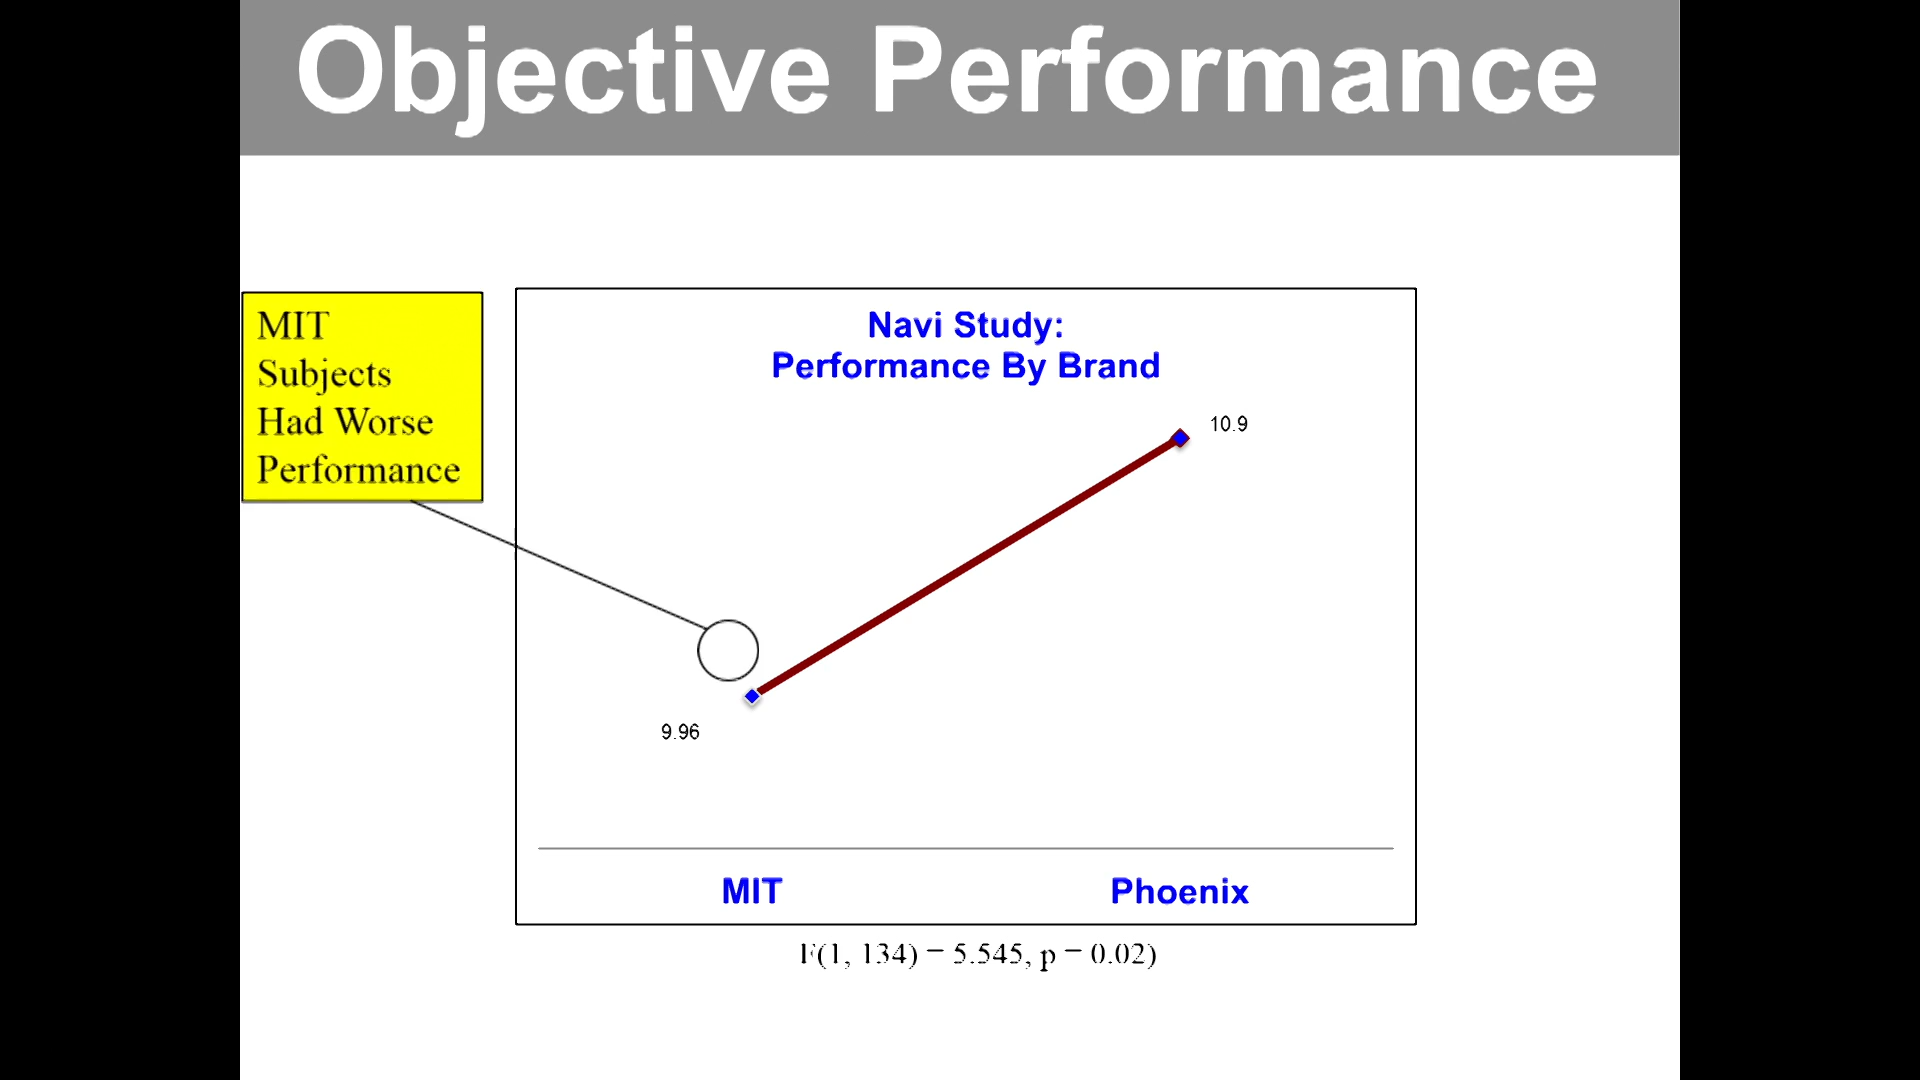 Objective Performance
MIT
Subjects
Had Worse
Performance
Navi Study:
Performance By Brand
10.9
9.96
MIT
Phoenix
F(1, 134) = 5.545, p = 0.02)